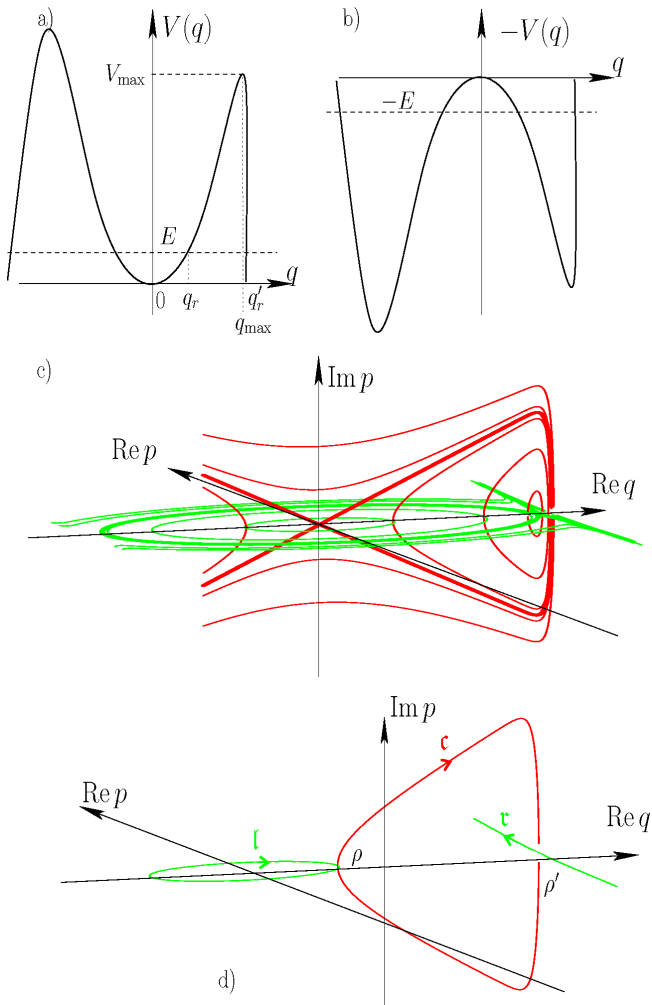 a)
V(q)
V_max
E
q
0
q_r
q'_r
q_max
b)
−V(q)
q
−E
c)
Im p
Re p
Re q
Im p
𝔠
Re p
𝔩
ρ
𝔯
Re q
ρ'
d)